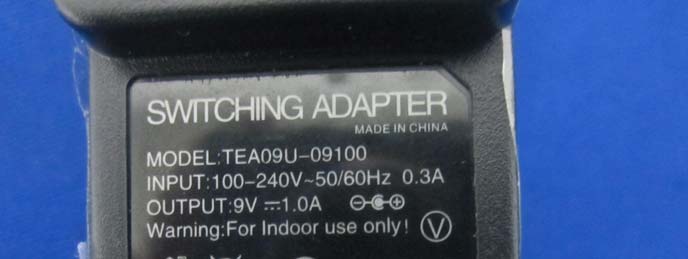 SWITCHING ADAPTER
MADE IN CHINA
MODEL:TEA09U-09100
INPUT:100-240V~50/60Hz 0.3A
OUTPUT:9V ⎓1.0A
Warning:For Indoor use only! V